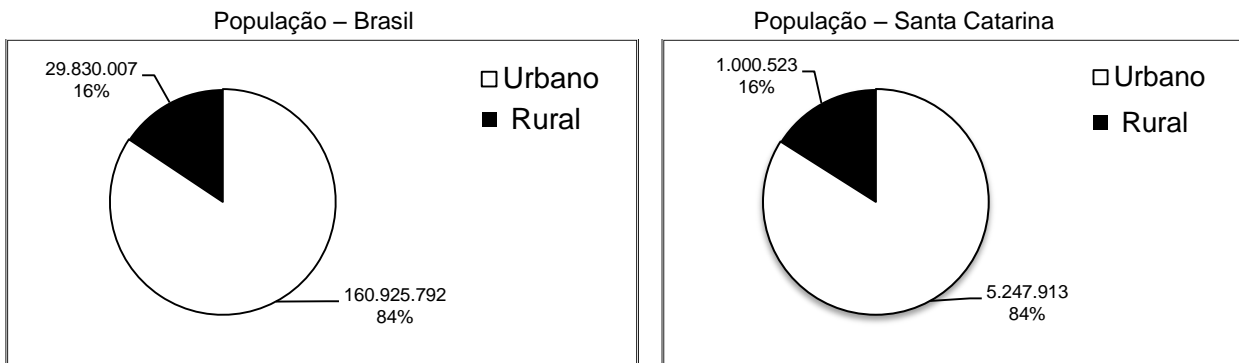 População – Brasil
29.830.007
16%
Urbano
Rural
160.925.792
84%
População – Santa Catarina
1.000.523
16%
Urbano
Rural
5.247.913
84%